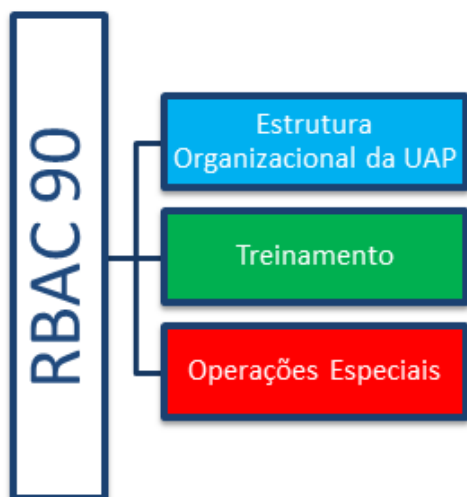 RBAC 90
Estrutura
Organizacional da UAP
Treinamento
Operações Especiais